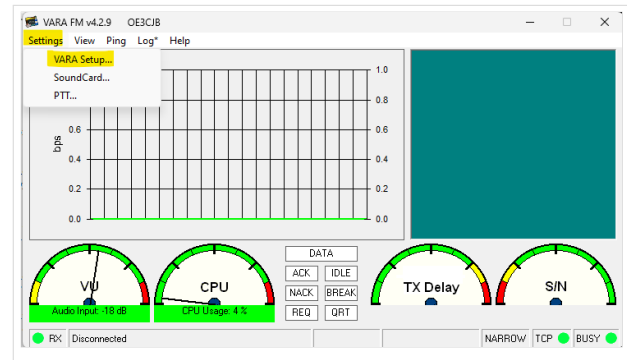 VARA FM v4.2.9 OE3CJB
Settings View Ping Log* Help
VARA Setup...
SoundCard...
PTT...
1.0
0.8
0.6 0.6
0.4 0.4
0.2 0.2
0.0 0.0
bps
DATA
ACK IDLE
NACK BREAK
REQ QRT
VU
Audio Input: -18 dB
CPU
CPU Usage: 4 %
TX Delay
S/N
RX Disconnected NARROW TCP BUSY